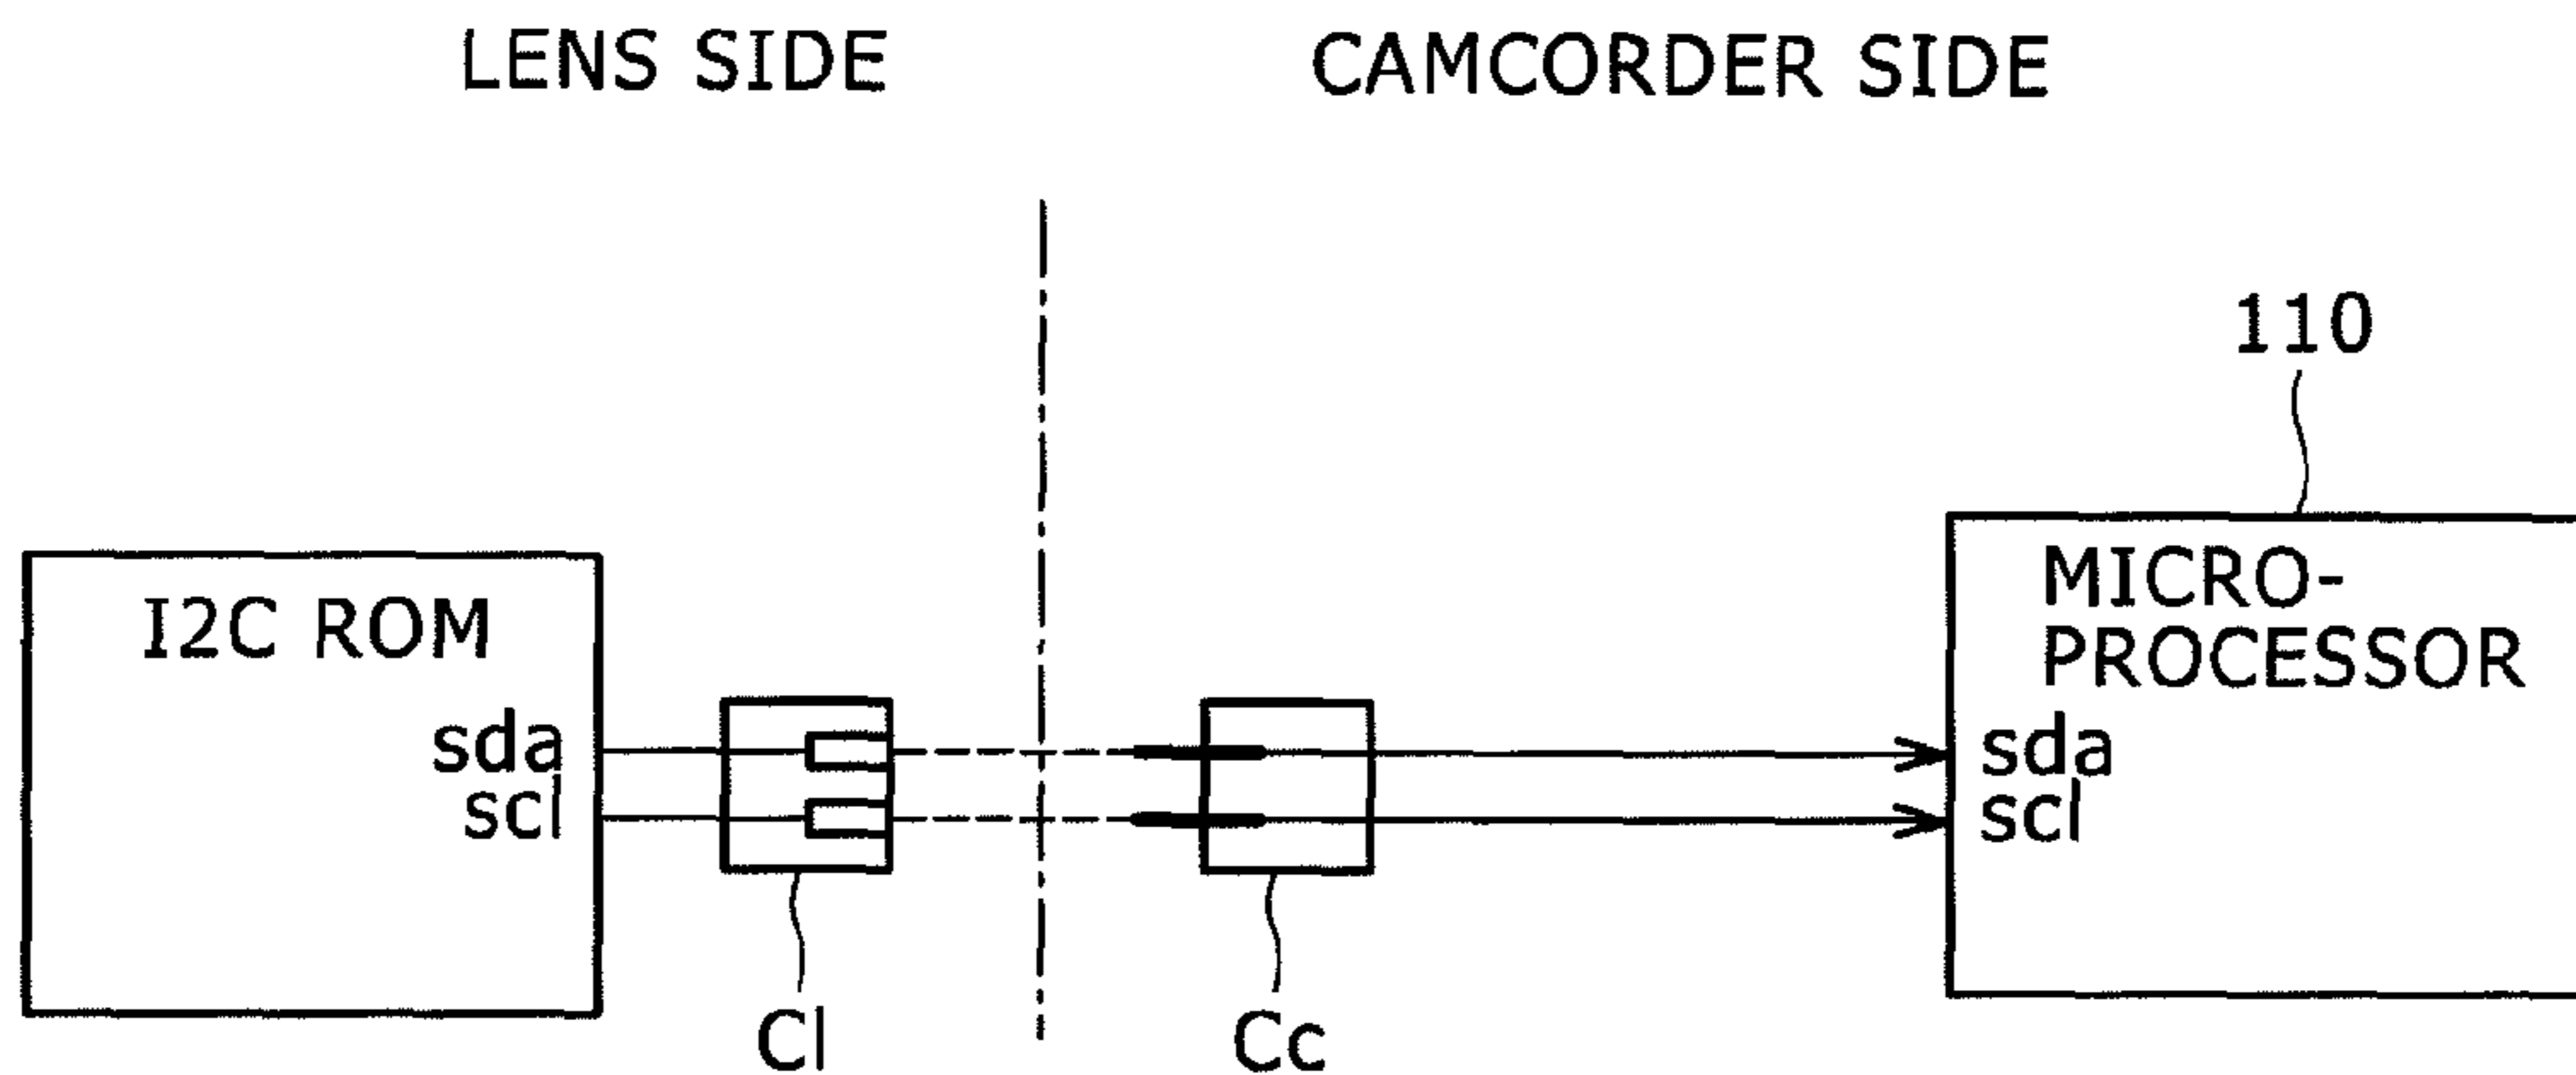 LENS SIDE
CAMCORDER SIDE
110
I2C ROM
MICRO-
PROCESSOR
sda
scl
sda
scl
Cl
Cc